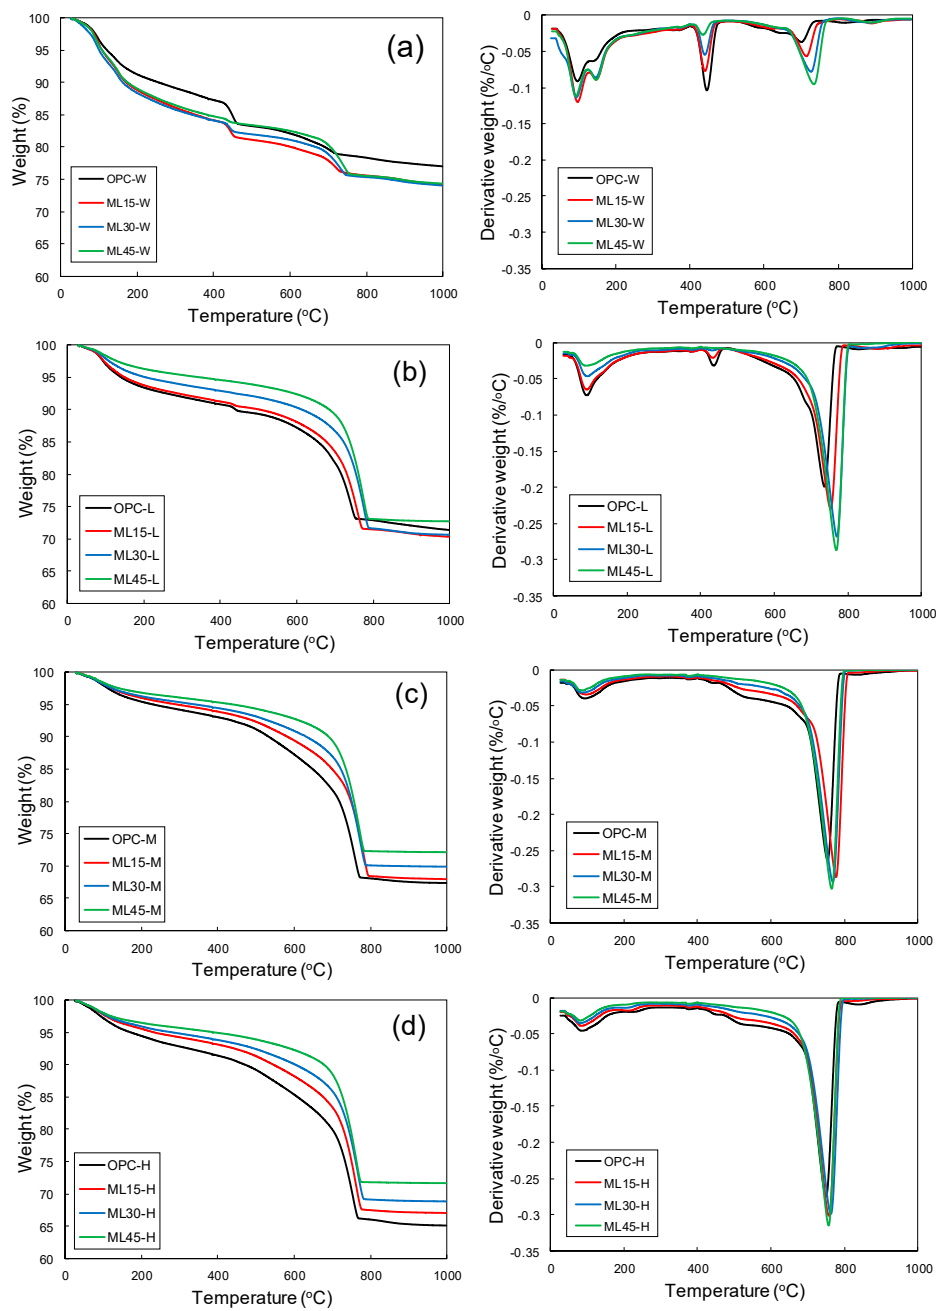 100
95
90
85
80
75
70
65
60
Weight (%)
(a)
OPC-W
ML15-W
ML30-W
ML45-W
0 200 400 600 800 1000
Temperature (°C)
0
-0.05
-0.1
-0.15
-0.2
-0.25
-0.3
-0.35
Derivative weight (%/°C)
OPC-W
ML15-W
ML30-W
ML45-W
0 200 400 600 800 1000
Temperature (°C)
100
95
90
85
80
75
70
65
60
Weight (%)
(b)
OPC-L
ML15-L
ML30-L
ML45-L
0 200 400 600 800 1000
Temperature (°C)
0
-0.05
-0.1
-0.15
-0.2
-0.25
-0.3
-0.35
Derivative weight (%/°C)
OPC-L
ML15-L
ML30-L
ML45-L
0 200 400 600 800 1000
Temperature (°C)
100
95
90
85
80
75
70
65
60
Weight (%)
(c)
OPC-M
ML15-M
ML30-M
ML45-M
0 200 400 600 800 1000
Temperature (°C)
0
-0.05
-0.1
-0.15
-0.2
-0.25
-0.3
-0.35
Derivative weight (%/°C)
OPC-M
ML15-M
ML30-M
ML45-M
0 200 400 600 800 1000
Temperature (°C)
100
95
90
85
80
75
70
65
60
Weight (%)
(d)
OPC-H
ML15-H
ML30-H
ML45-H
0 200 400 600 800 1000
Temperature (°C)
0
-0.05
-0.1
-0.15
-0.2
-0.25
-0.3
-0.35
Derivative weight (%/°C)
OPC-H
ML15-H
ML30-H
ML45-H
0 200 400 600 800 1000
Temperature (°C)